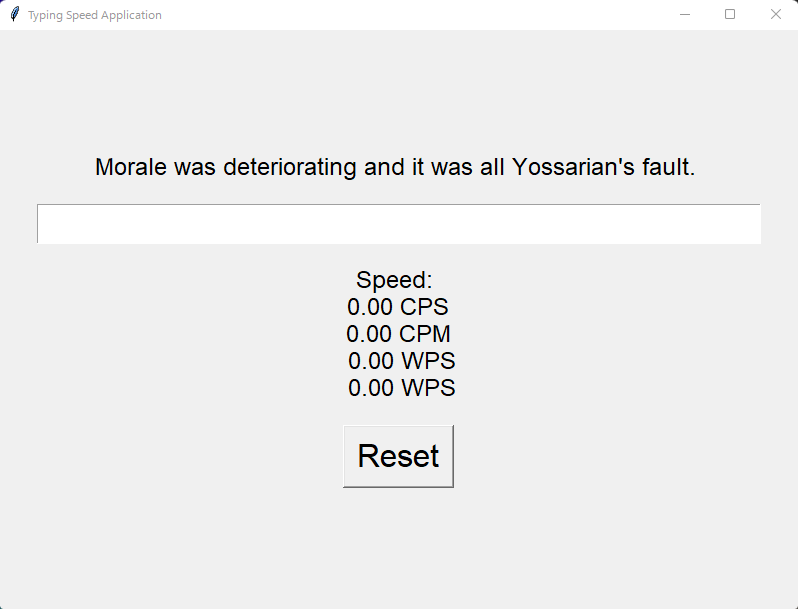 Typing Speed Application
Morale was deteriorating and it was all Yossarian's fault.
Speed:
0.00 CPS
0.00 CPM
0.00 WPS
0.00 WPS
Reset